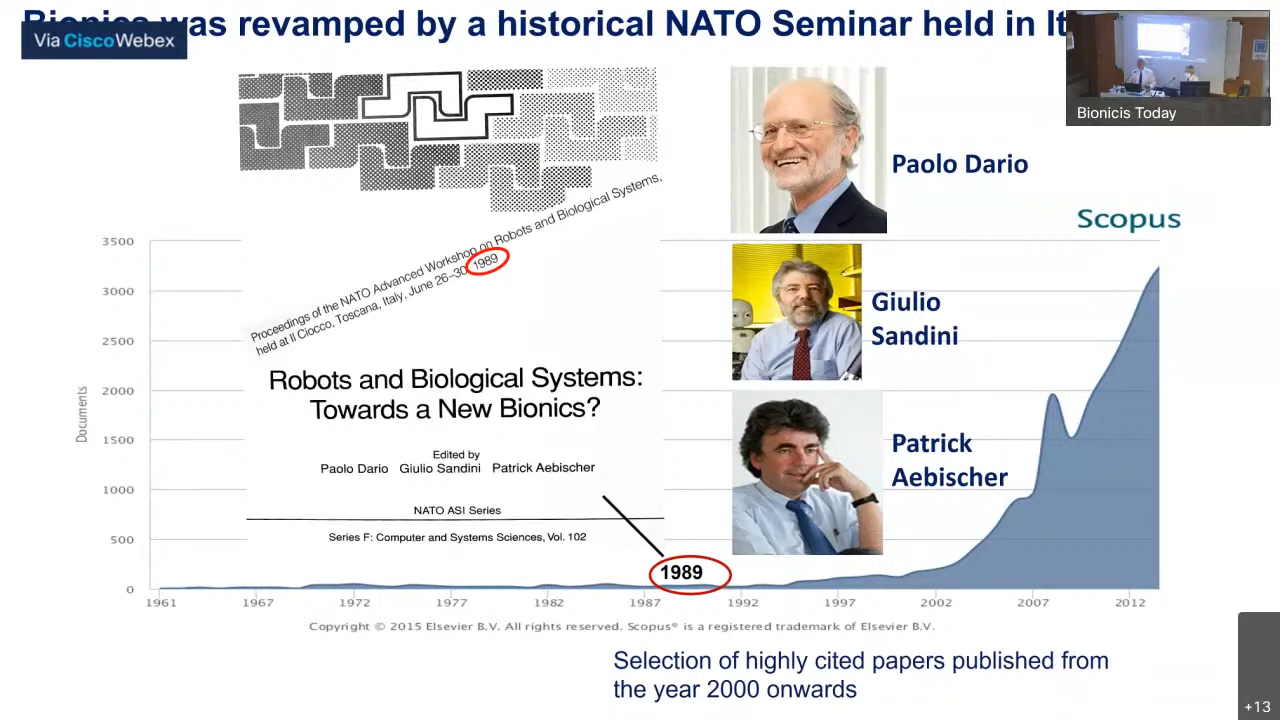 Bionics was revamped by a historical NATO Seminar held in It
Via CiscoWebex
Bionicis Today
Paolo Dario
Scopus
Proceedings of the NATO Advanced Workshop on Robots and Biological Systems,
held at Il Ciocco, Toscana, Italy, June 26–30, 1989
Giulio
Sandini
Robots and Biological Systems:
Towards a New Bionics?
Edited by
Paolo Dario Giulio Sandini Patrick Aebischer
Patrick
Aebischer
NATO ASI Series
Series F: Computer and Systems Sciences, Vol. 102
Documents
3500
3000
2500
2000
1500
1000
500
0
1989
1961 1967 1972 1977 1982 1987 1992 1997 2002 2007 2012
Copyright © 2015 Elsevier B.V. All rights reserved. Scopus® is a registered trademark of Elsevier B.V.
Selection of highly cited papers published from
the year 2000 onwards
+13